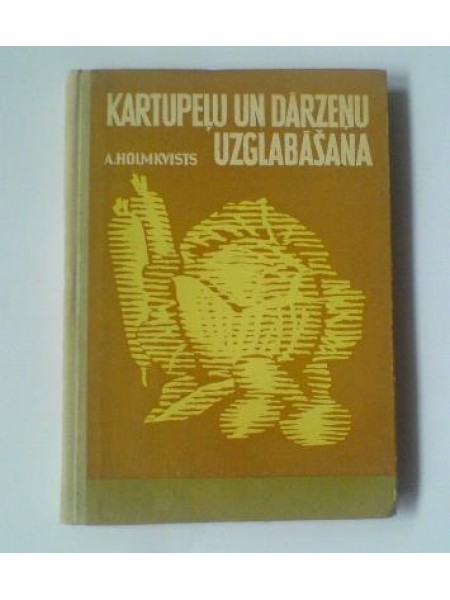 KARTUPEĻU UN DĀRZEŅU
A.HOLMKVISTS UZGLABĀŠANA